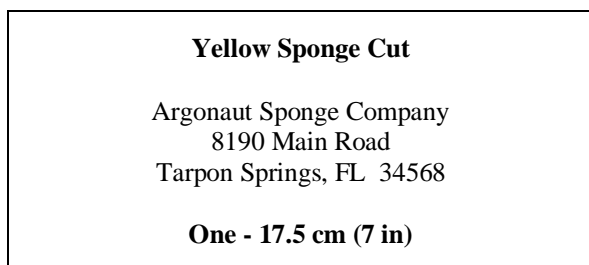 Yellow Sponge Cut
Argonaut Sponge Company
8190 Main Road
Tarpon Springs, FL  34568
One - 17.5 cm (7 in)